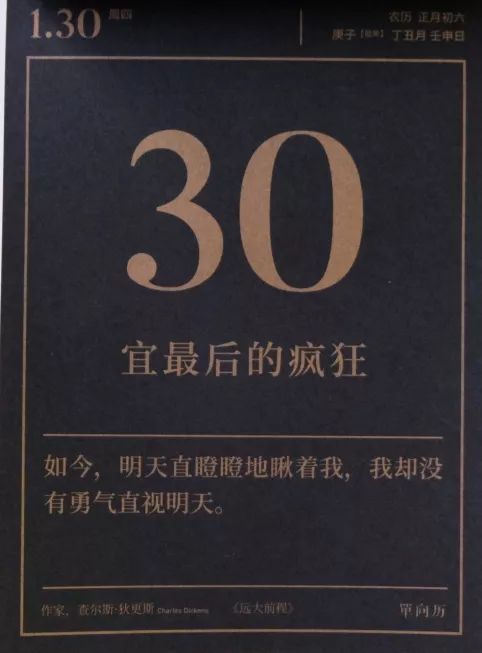 1.30 周四
农历 正月初六
庚子【鼠年】丁丑月 壬申日
30
宜最后的疯狂
如今，明天直瞪瞪地瞅着我，我却没
有勇气直视明天。
作家，查尔斯·狄更斯 Charles Dickens 《远大前程》 單向历